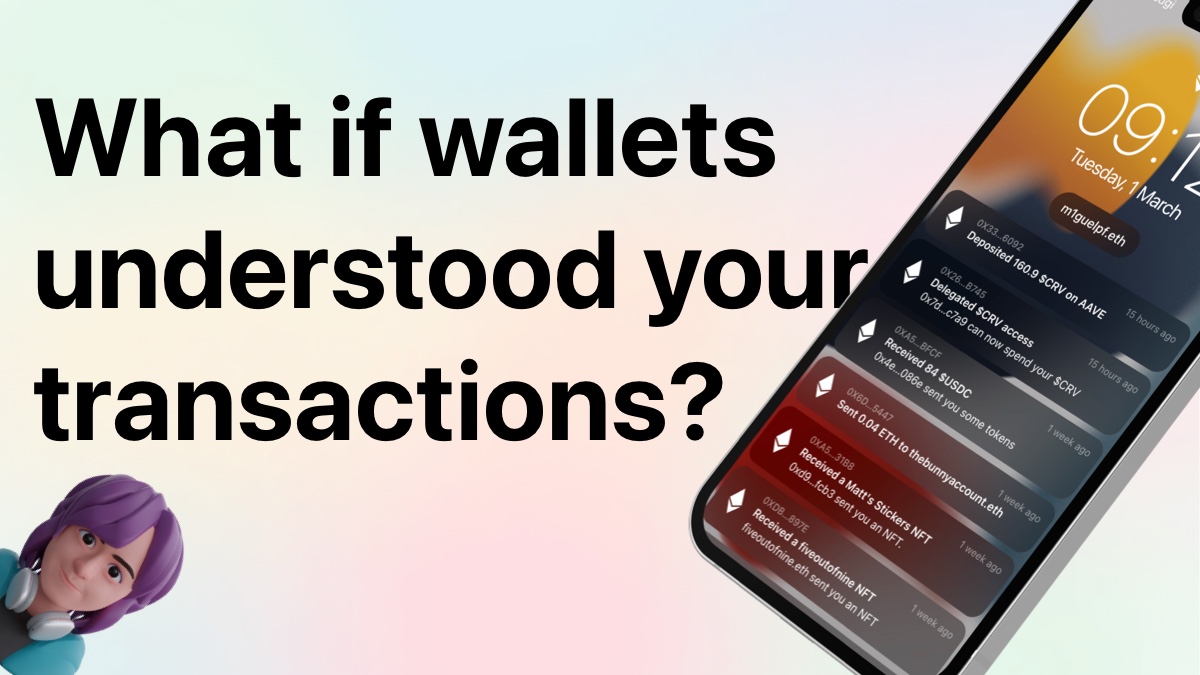 What if wallets
understood your
transactions?
09:12
Tuesday, 1 March
m1guelpf.eth
0X33...6092
Deposited 160.9 $CRV on AAVE
15 hours ago
0X26...B745
Delegated $CRV access
0x7d...c7a9 can now spend your $CRV
15 hours ago
0XA5...BFCF
Received 84 $USDC
0x4e...086e sent you some tokens
1 week ago
0X6D...5447
Sent 0.04 ETH to thebunnyaccount.eth
1 week ago
0XA5...31B8
Received a Matt's Stickers NFT
0xd9...fcb3 sent you an NFT.
1 week ago
0XD8...897E
Received a fiveoutofnine NFT
fiveoutofnine.eth sent you an NFT
1 week ago